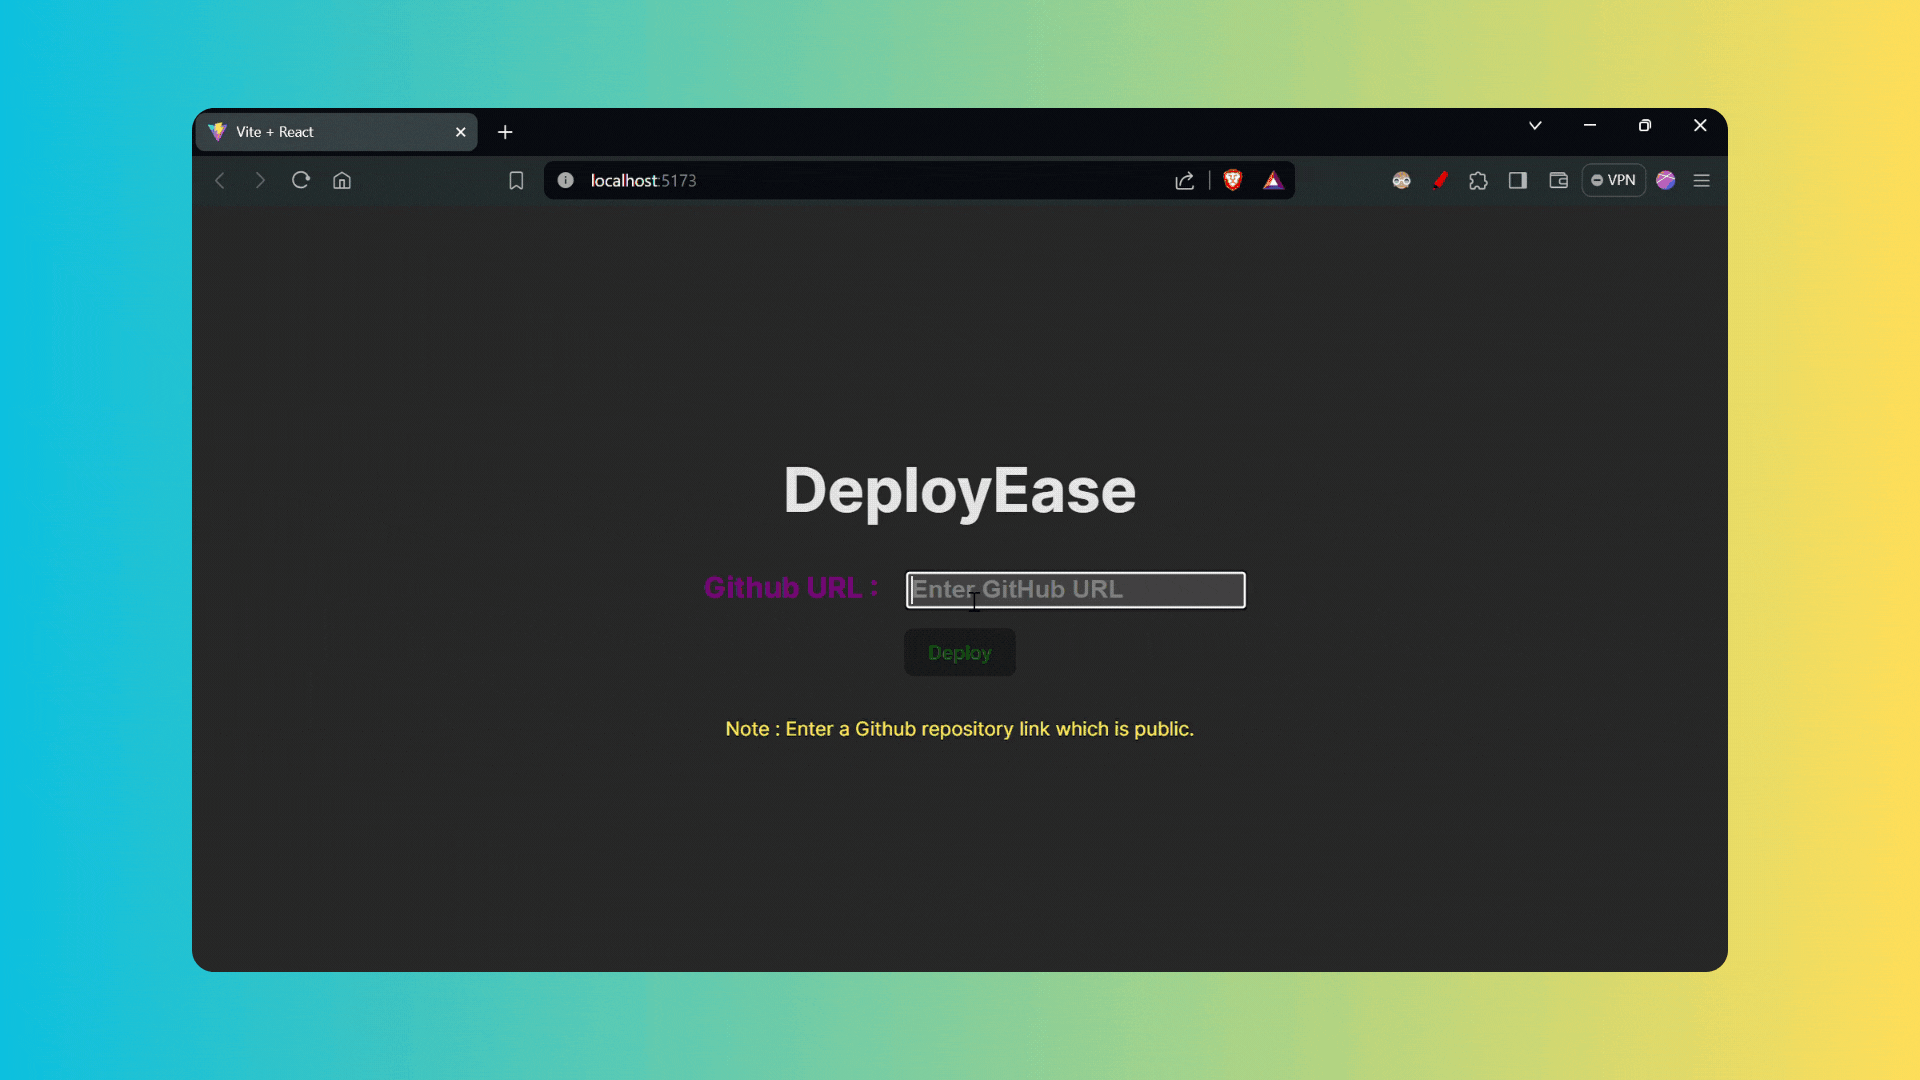 Vite + React
localhost:5173
VPN
DeployEase
Github URL :
Enter GitHub URL
Deploy
Note : Enter a Github repository link which is public.